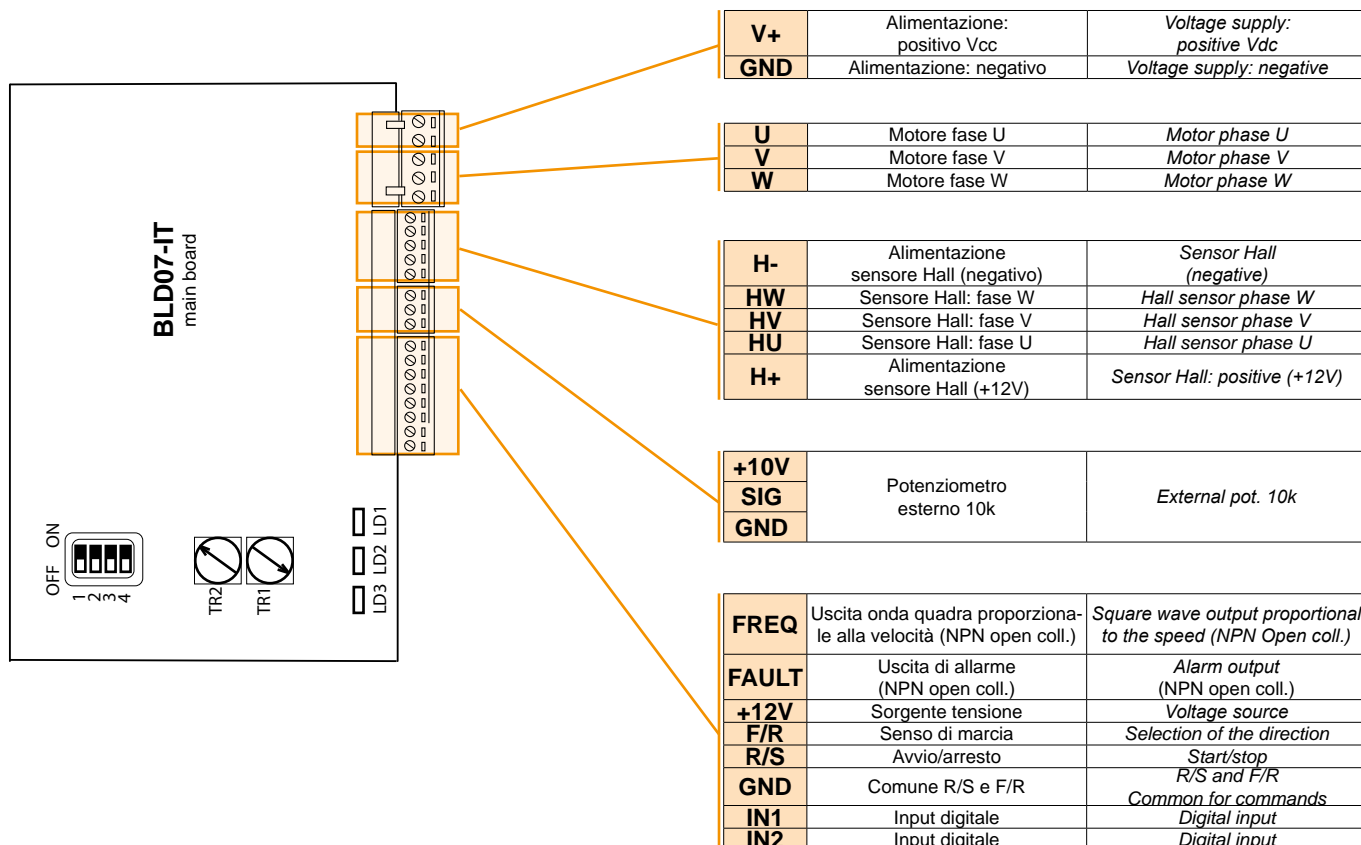 V+ Alimentazione: positivo Vcc Voltage supply: positive Vdc
GND Alimentazione: negativo Voltage supply: negative
U Motore fase U Motor phase U
V Motore fase V Motor phase V
W Motore fase W Motor phase W
H- Alimentazione sensore Hall (negativo) Sensor Hall (negative)
HW Sensore Hall: fase W Hall sensor phase W
HV Sensore Hall: fase V Hall sensor phase V
HU Sensore Hall: fase U Hall sensor phase U
H+ Alimentazione sensore Hall (+12V) Sensor Hall: positive (+12V)
+10V
SIG Potenziometro esterno 10k External pot. 10k
GND
FREQ Uscita onda quadra proporziona-le alla velocità (NPN open coll.) Square wave output proportional to the speed (NPN Open coll.)
FAULT Uscita di allarme (NPN open coll.) Alarm output (NPN open coll.)
+12V Sorgente tensione Voltage source
F/R Senso di marcia Selection of the direction
R/S Avvio/arresto Start/stop
GND Comune R/S e F/R R/S and F/R Common for commands
IN1 Input digitale Digital input
IN2 Input digitale Digital input
BLD07-IT
main board
OFF ON
1 2 3 4
TR2
TR1
LD1
LD2
LD3